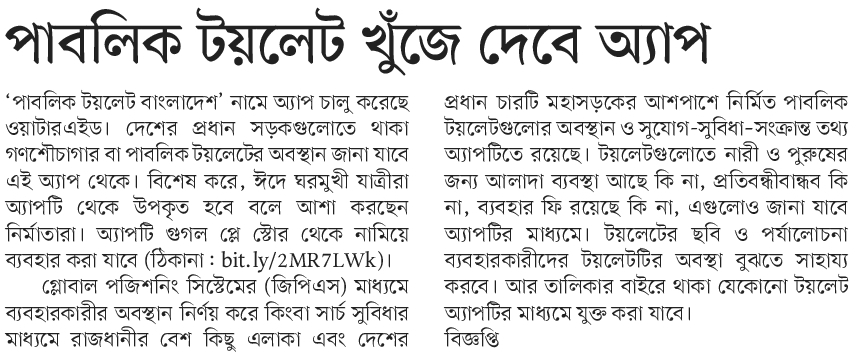 পাবলিক টয়লেট খুঁজে দেবে অ্যাপ
‘পাবলিক টয়লেট বাংলাদেশ’ নামে অ্যাপ চালু করেছে
ওয়াটারএইড। দেশের প্রধান সড়কগুলোতে থাকা
গণশৌচাগার বা পাবলিক টয়লেটের অবস্থান জানা যাবে
এই অ্যাপ থেকে। বিশেষ করে, ঈদে ঘরমুখী যাত্রীরা
অ্যাপটি থেকে উপকৃত হবে বলে আশা করছেন
নির্মাতারা। অ্যাপটি গুগল প্লে স্টোর থেকে নামিয়ে
ব্যবহার করা যাবে (ঠিকানা : bit.ly/2MR7LWk)।
গ্লোবাল পজিশনিং সিস্টেমের (জিপিএস) মাধ্যমে
ব্যবহারকারীর অবস্থান নির্ণয় করে কিংবা সার্চ সুবিধার
মাধ্যমে রাজধানীর বেশ কিছু এলাকা এবং দেশের
প্রধান চারটি মহাসড়কের আশপাশে নির্মিত পাবলিক
টয়লেটগুলোর অবস্থান ও সুযোগ-সুবিধা-সংক্রান্ত তথ্য
অ্যাপটিতে রয়েছে। টয়লেটগুলোতে নারী ও পুরুষের
জন্য আলাদা ব্যবস্থা আছে কি না, প্রতিবন্ধীবান্ধব কি
না, ব্যবহার ফি রয়েছে কি না, এগুলোও জানা যাবে
অ্যাপটির মাধ্যমে। টয়লেটের ছবি ও পর্যালোচনা
ব্যবহারকারীদের টয়লেটটির অবস্থা বুঝতে সাহায্য
করবে। আর তালিকার বাইরে থাকা যেকোনো টয়লেট
অ্যাপটির মাধ্যমে যুক্ত করা যাবে।
বিজ্ঞপ্তি